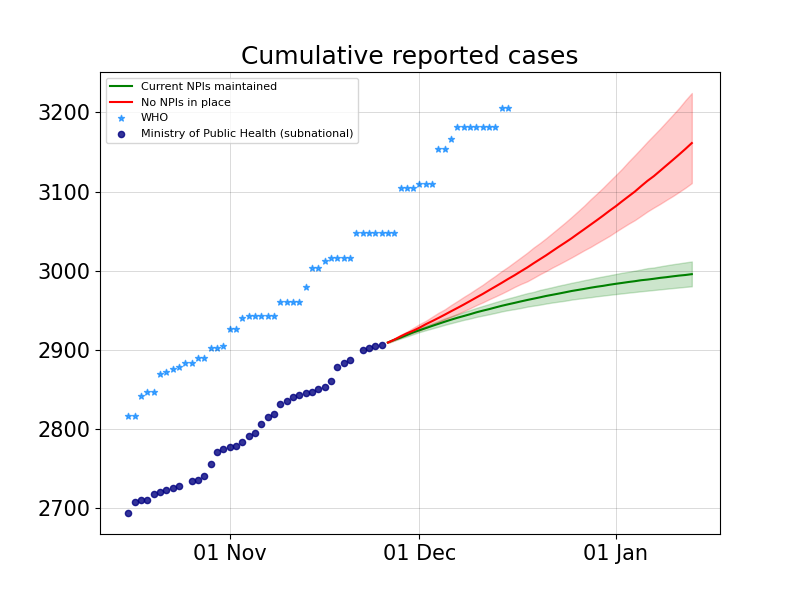 Cumulative reported cases
Current NPIs maintained
No NPIs in place
WHO
Ministry of Public Health (subnational)
3200
3100
3000
2900
2800
2700
01 Nov
01 Dec
01 Jan